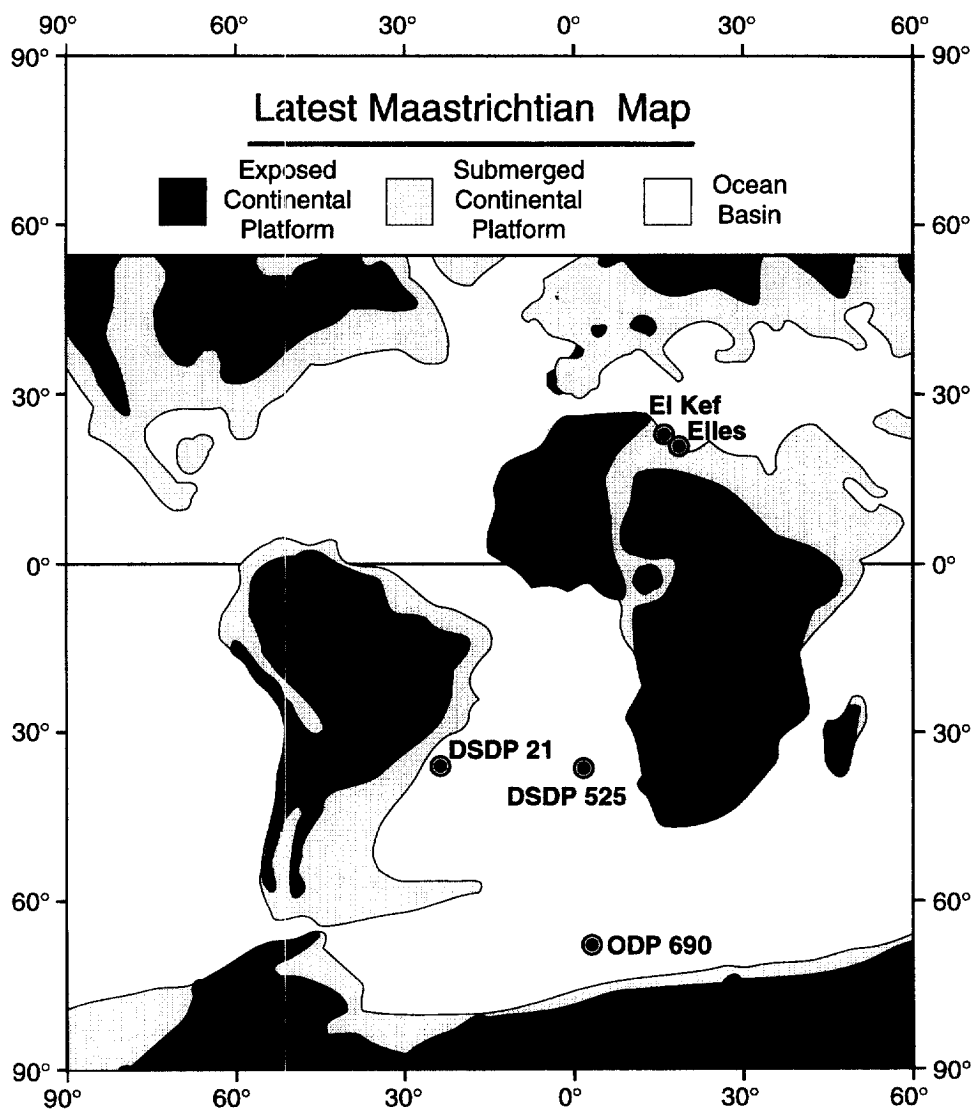 90° 60° 30° 0° 30° 60°
90° 90°
Latest Maastrichtian Map
Exposed
Continental
Platform
Submerged
Continental
Platform
Ocean
Basin
60° 60°
30° 30°
El Kef
Elles
0° 0°
30° 30°
DSDP 21
DSDP 525
60° 60°
ODP 690
90° 90°
90° 60° 30° 0° 30° 60°